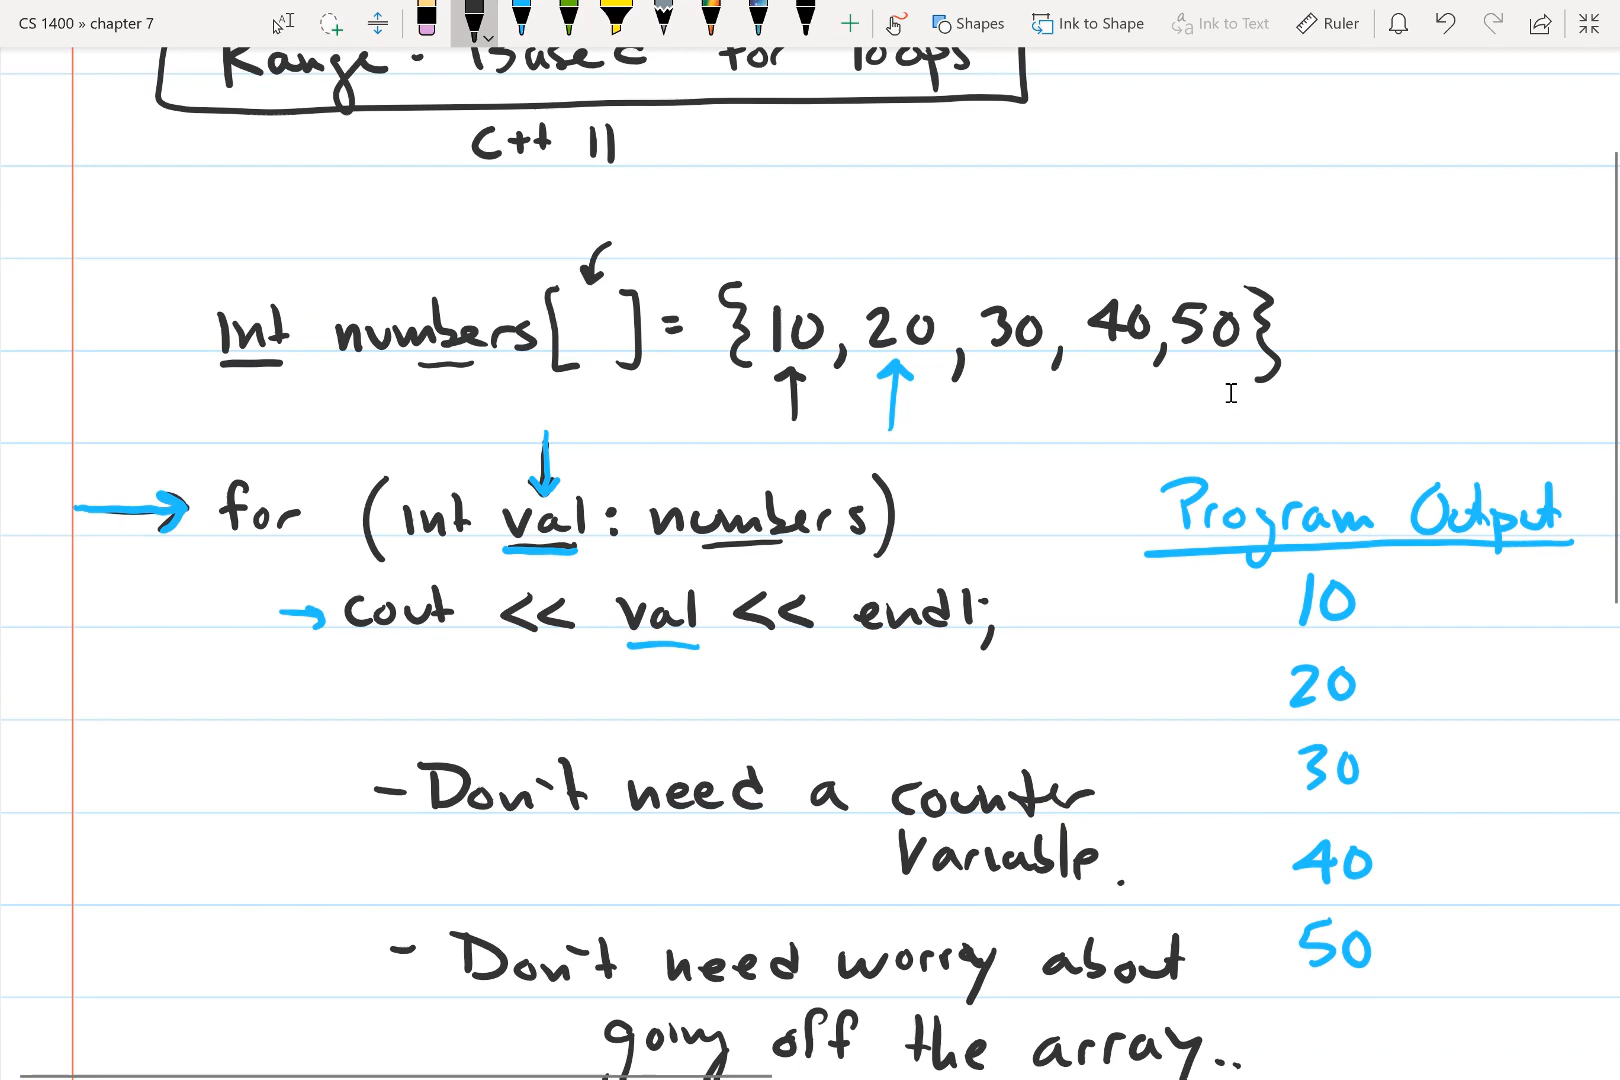 CS 1400 » chapter 7
Shapes
Ink to Shape
Ink to Text
Ruler
Range-Based for loops
C++ 11
Int numbers[ ] = {10, 20, 30, 40, 50}
for (Int val: numbers)
cout << val << endl;
Program Output
10
20
30
40
50
- Don't need a counter
Variable.
- Don't need worry about
going off the array..